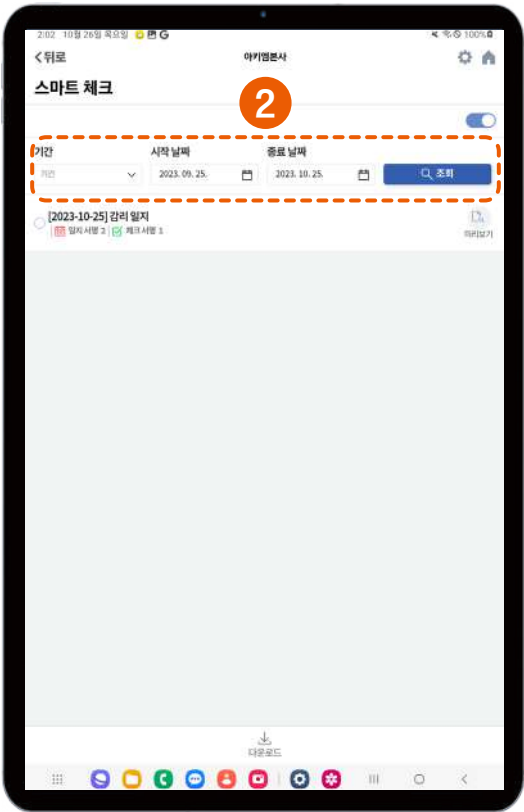 2:02 10월 26일 목요일
100%
뒤로
아키엠본사
스마트 체크
2
기간 시작 날짜 종료 날짜
기간 2023. 09. 25. 2023. 10. 25. 조회
[2023-10-25] 감리 일지
일지 서명 체크 서명 1
미리보기
다운로드